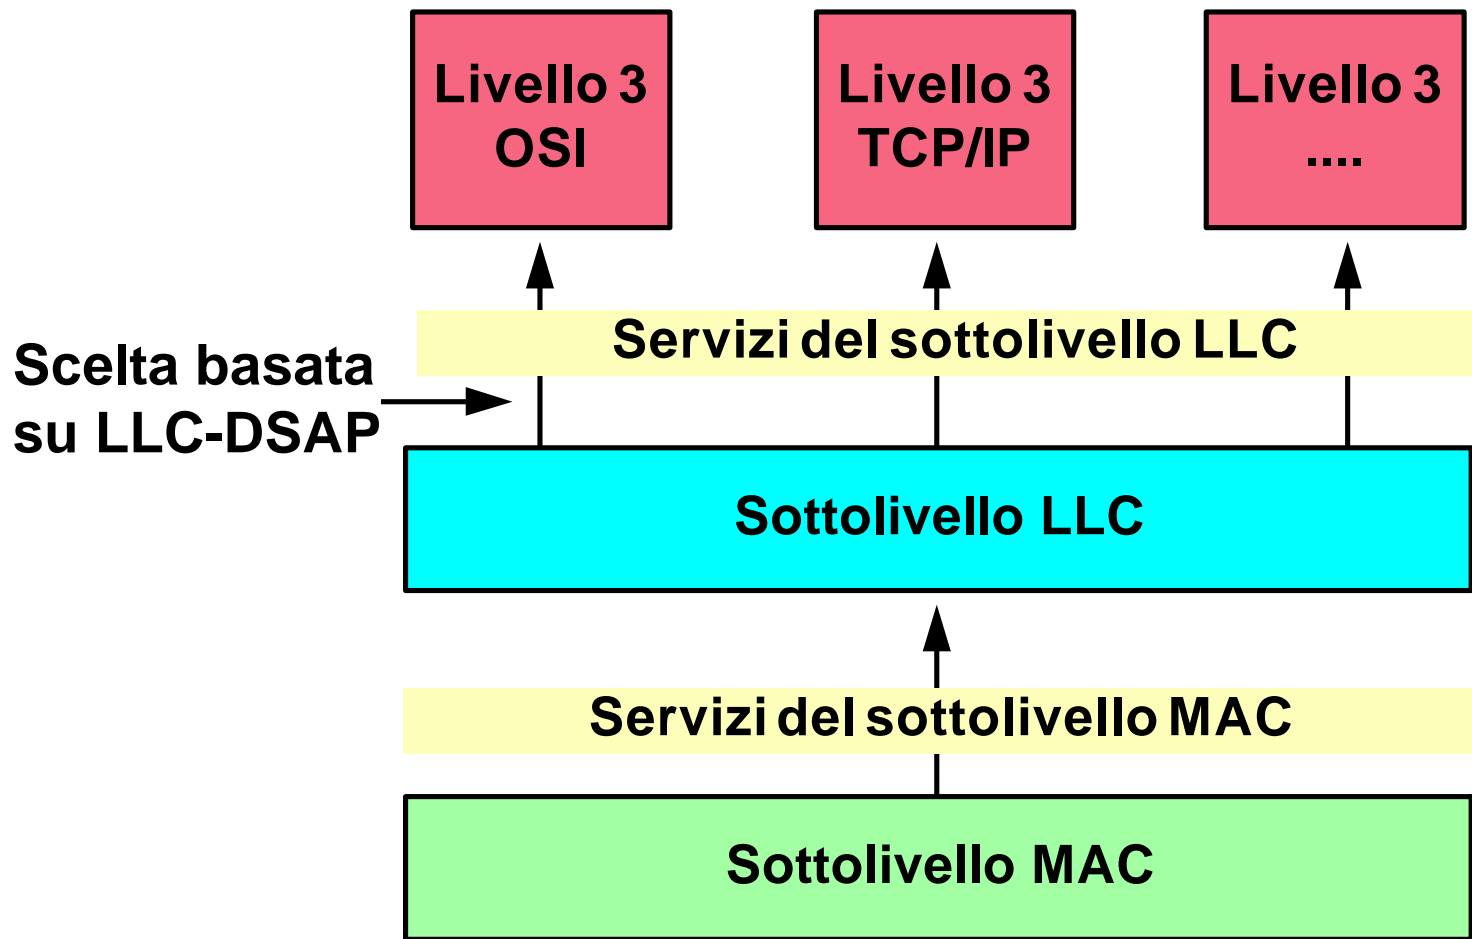 Livello 3
OSI
Livello 3
TCP/IP
Livello 3
....
Servizi del sottolivello LLC
Scelta basata
su LLC-DSAP
Sottolivello LLC
Servizi del sottolivello MAC
Sottolivello MAC